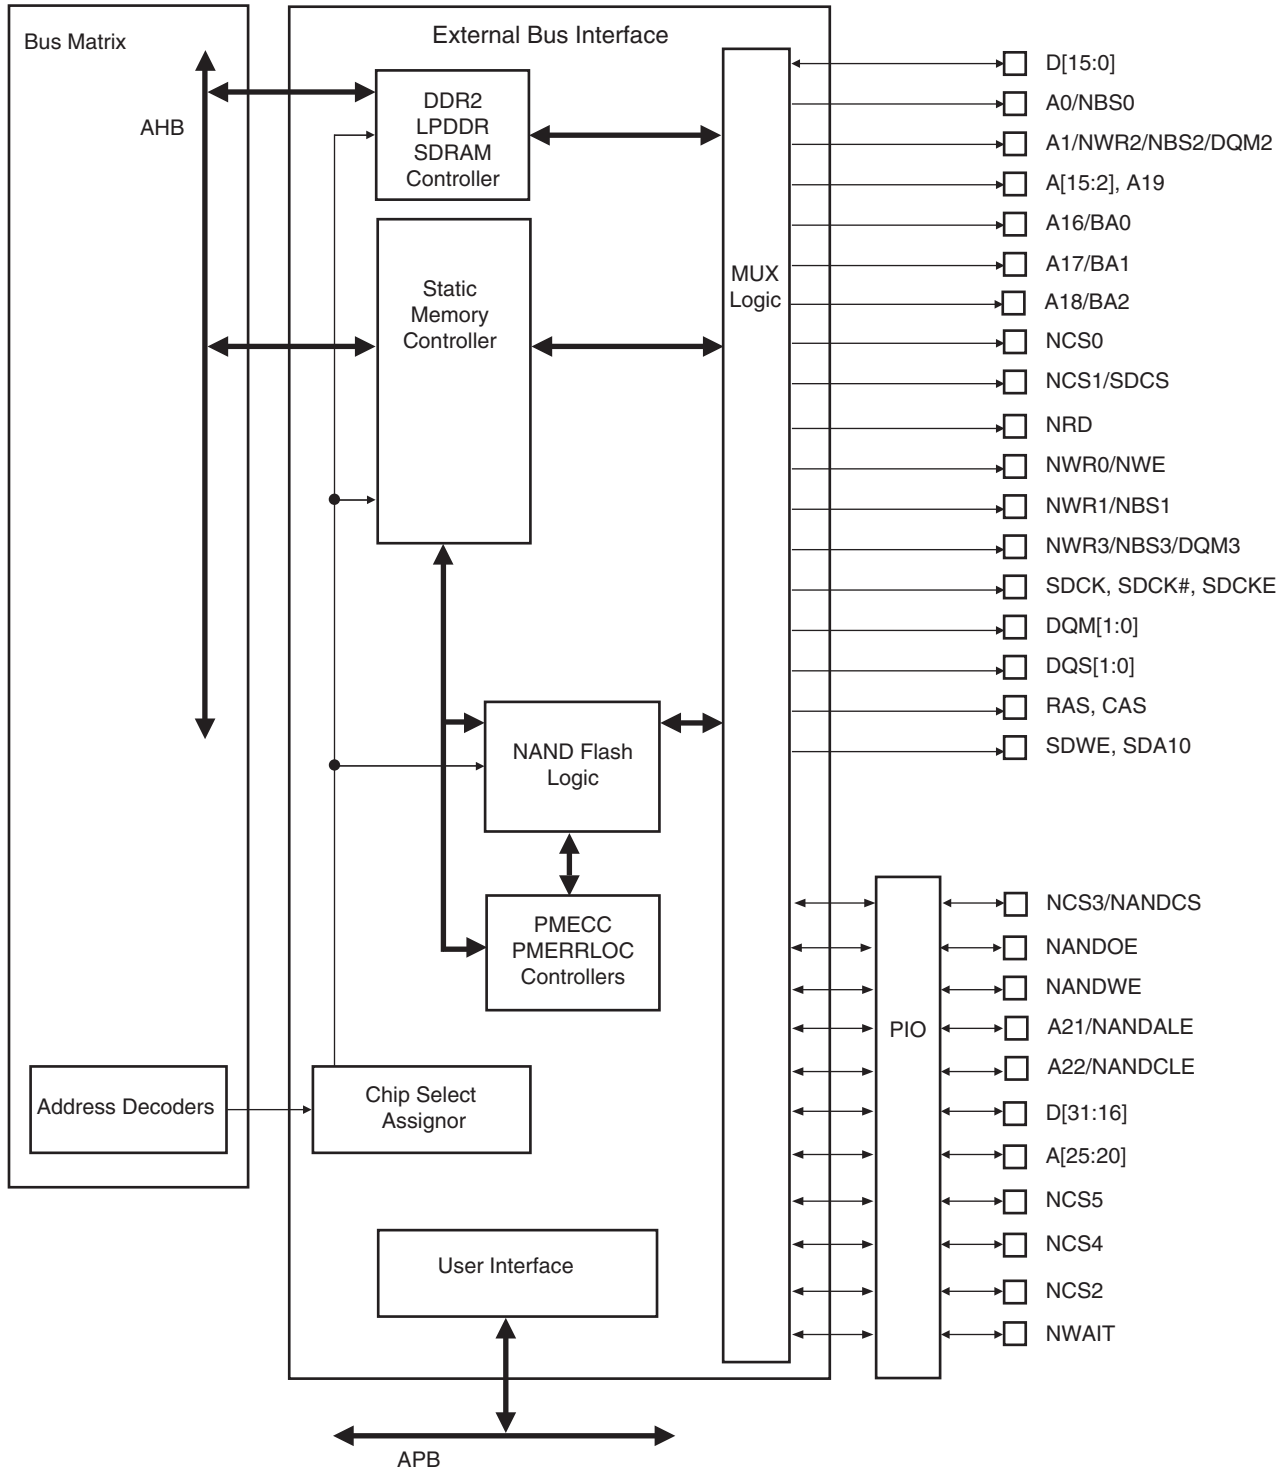 Bus Matrix
AHB
Address Decoders
External Bus Interface
DDR2
LPDDR
SDRAM
Controller
Static
Memory
Controller
NAND Flash
Logic
PMECC
PMERRLOC
Controllers
Chip Select
Assignor
User Interface
APB
MUX
Logic
PIO
D[15:0]
A0/NBS0
A1/NWR2/NBS2/DQM2
A[15:2], A19
A16/BA0
A17/BA1
A18/BA2
NCS0
NCS1/SDCS
NRD
NWR0/NWE
NWR1/NBS1
NWR3/NBS3/DQM3
SDCK, SDCK#, SDCKE
DQM[1:0]
DQS[1:0]
RAS, CAS
SDWE, SDA10
NCS3/NANDCS
NANDOE
NANDWE
A21/NANDALE
A22/NANDCLE
D[31:16]
A[25:20]
NCS5
NCS4
NCS2
NWAIT